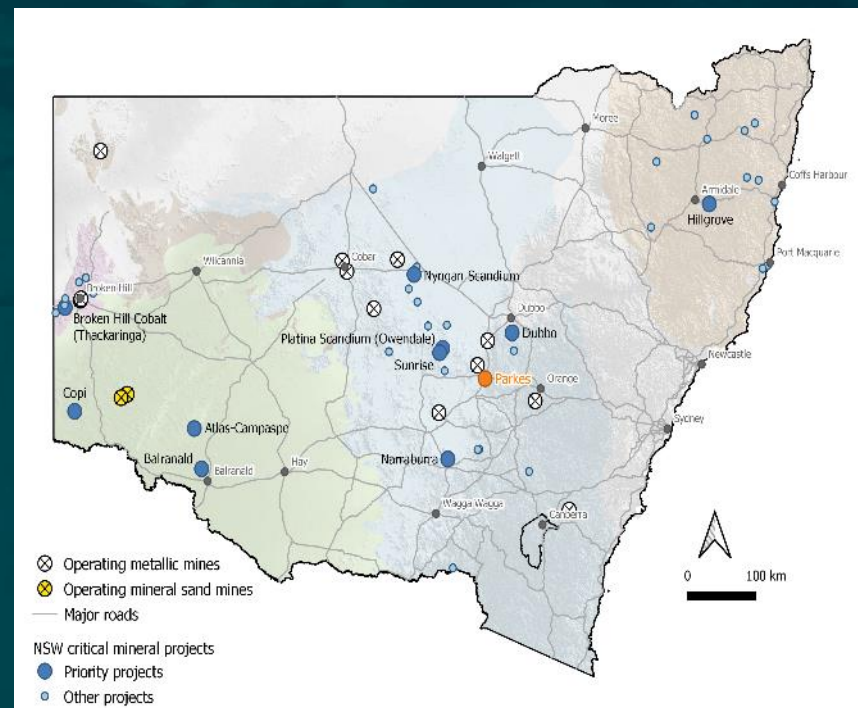 Moree
Walgett
Coffs Harbour
Armidale
Hillgrove
Wilcannia
Cobar
Port Macquarie
Nyngan Scandium
Broken Hill
Broken Hill Cobalt
(Thackaringa)
Dubbo
Platina Scandium (Owendale)
Dubbo
Sunrise
Newcastle
Parkes
Copi
Orange
Sydney
Atlas-Campaspe
Narraburra
Balranald
Hay
Balranald
Wagga Wagga
Canberra
Operating metallic mines
Operating mineral sand mines
Major roads
NSW critical mineral projects
Priority projects
Other projects
0 100 km